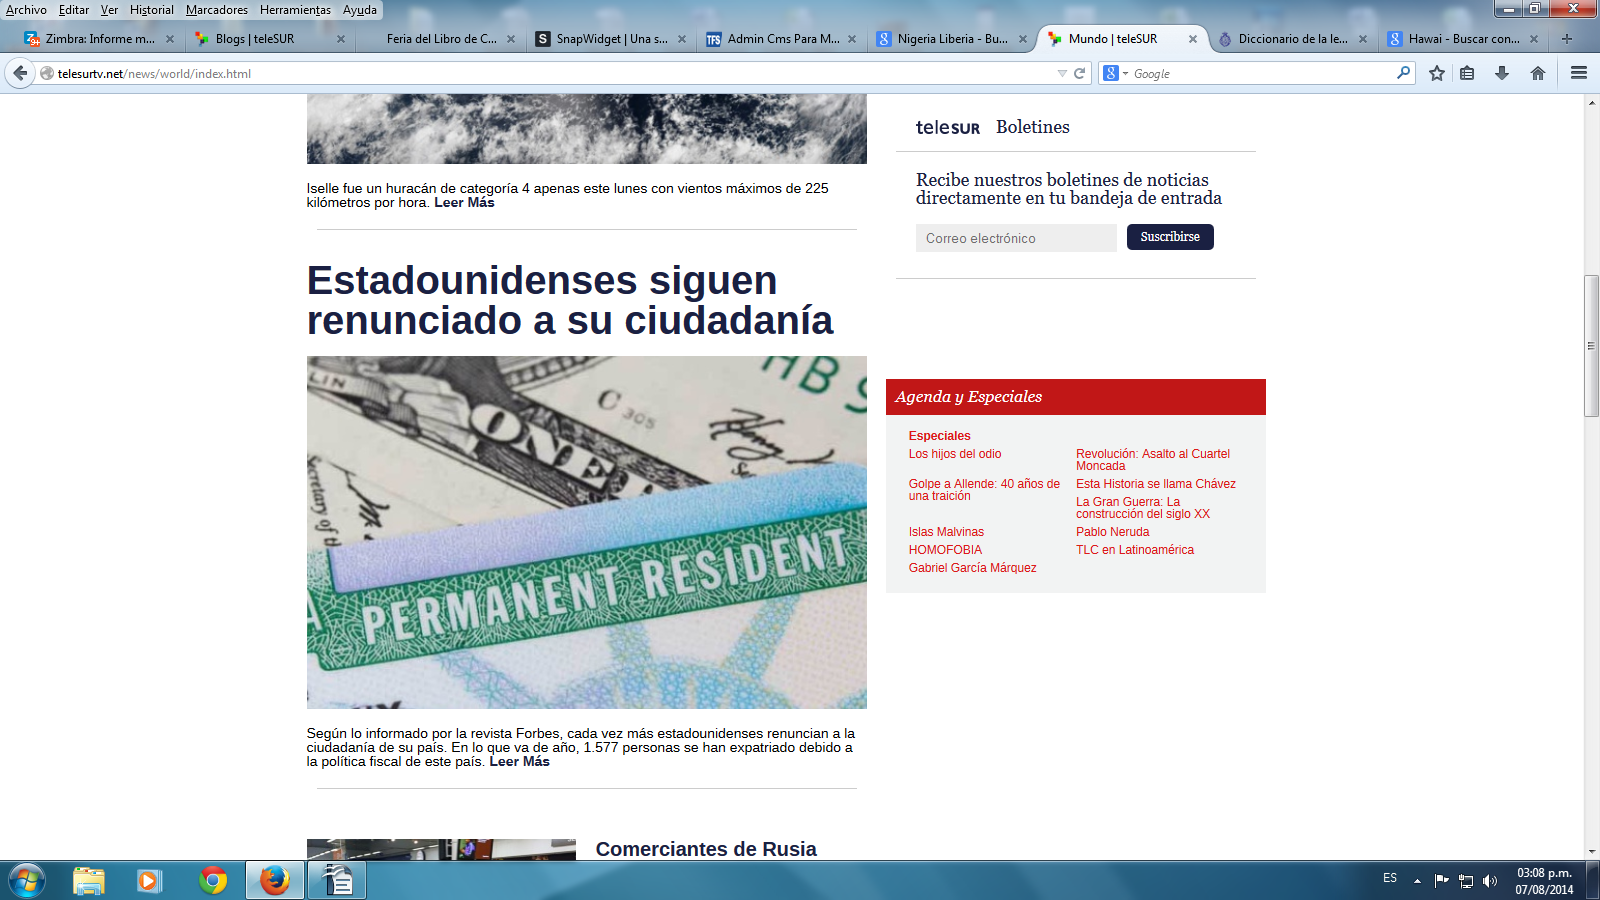 Archivo Editar Ver Historial Marcadores Herramientas Ayuda
Zimbra: Informe m... Blogs | teleSUR Feria del Libro de C... SnapWidget | Una s... Admin Cms Para M... Nigeria Liberia - Bu... Mundo | teleSUR Diccionario de la le... Hawai - Buscar con...
telesurtv.net/news/world/index.html
Google
Iselle fue un huracán de categoría 4 apenas este lunes con vientos máximos de 225
kilómetros por hora. Leer Más
Estadounidenses siguen
renunciado a su ciudadanía
HB
C 305
ONE
Secretary of th
PERMANENT RESIDENT
Según lo informado por la revista Forbes, cada vez más estadounidenses renuncian a la
ciudadanía de su país. En lo que va de año, 1.577 personas se han expatriado debido a
la política fiscal de este país. Leer Más
Comerciantes de Rusia
teleSUR Boletines
Recibe nuestros boletines de noticias
directamente en tu bandeja de entrada
Correo electrónico Suscribirse
Agenda y Especiales
Especiales
Los hijos del odio
Revolución: Asalto al Cuartel
Moncada
Golpe a Allende: 40 años de
una traición
Esta Historia se llama Chávez
La Gran Guerra: La
construcción del siglo XX
Islas Malvinas
Pablo Neruda
HOMOFOBIA
TLC en Latinoamérica
Gabriel García Márquez
ES
03:08 p.m.
07/08/2014